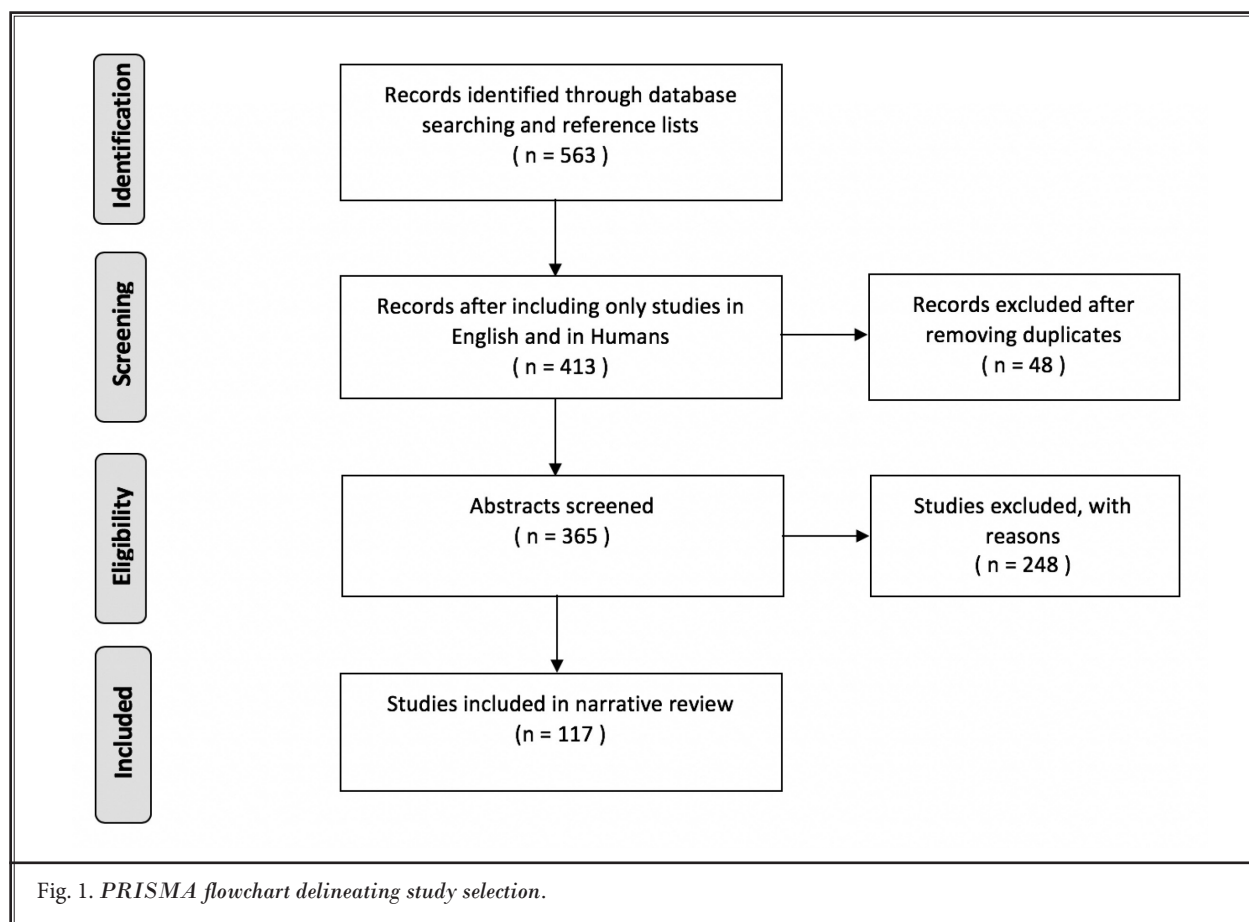 Identification
Records identified through database
searching and reference lists
( n = 563 )
Screening
Records after including only studies in
English and in Humans
( n = 413 )
Records excluded after
removing duplicates
( n = 48 )
Eligibility
Abstracts screened
( n = 365 )
Studies excluded, with
reasons
( n = 248 )
Included
Studies included in narrative review
(n = 117 )
Fig. 1. PRISMA flowchart delineating study selection.